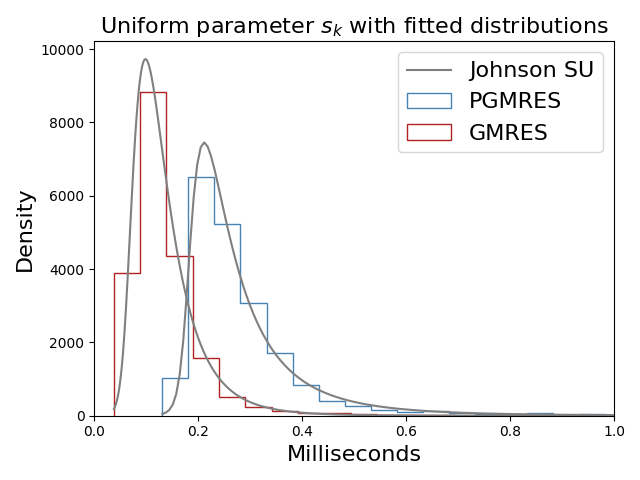 Uniform parameter $s_k$ with fitted distributions
10000
8000
6000
4000
2000
0
Density
Johnson SU
PGMRES
GMRES
0.0 0.2 0.4 0.6 0.8 1.0
Milliseconds